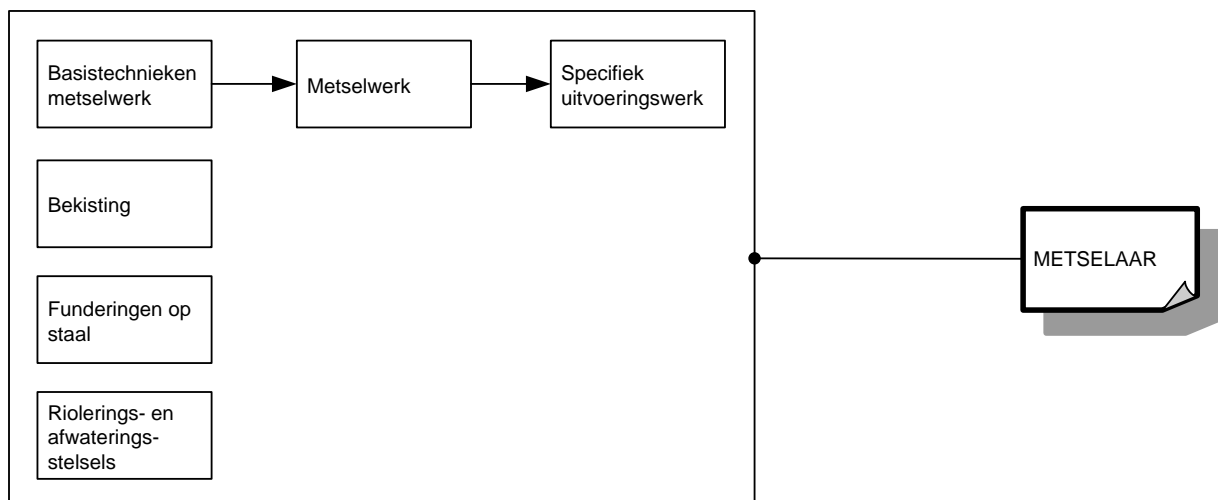 Basistechnieken
metselwerk
Metselwerk
Specifiek
uitvoeringswerk
Bekisting
Funderingen op
staal
Riolerings- en
afwaterings-
stelsels
METSELAAR